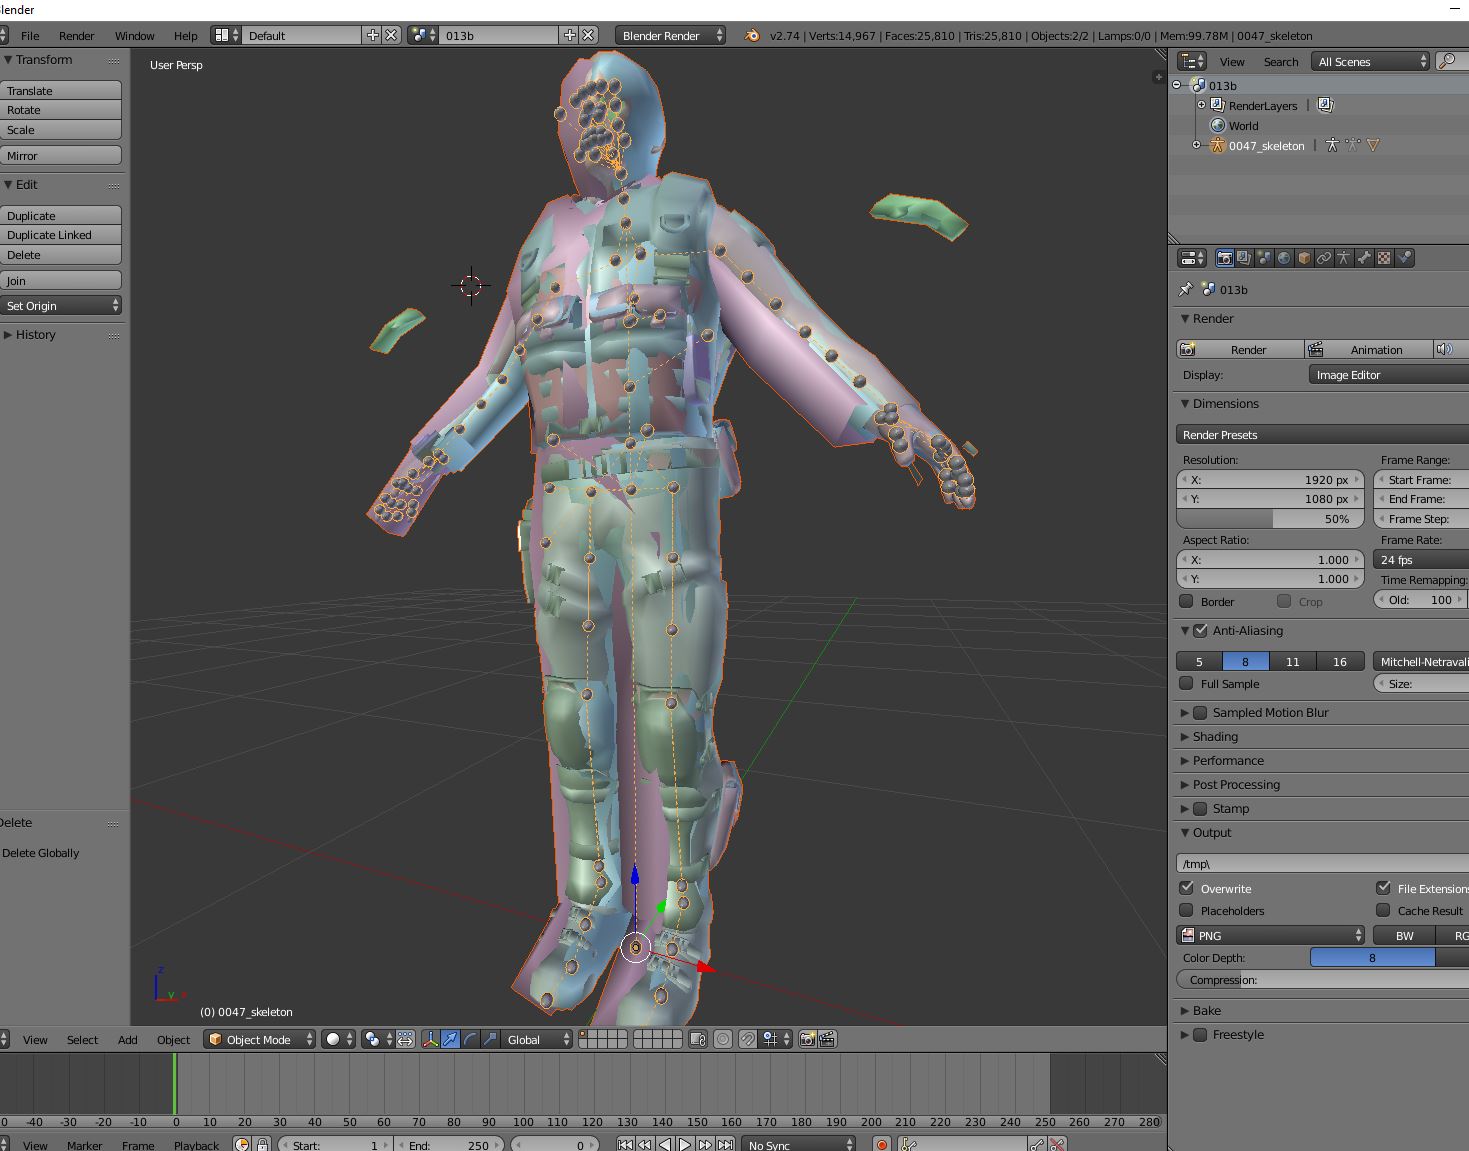 lender
File Render Window Help Default 013b Blender Render v2.74 | Verts:14,967 | Faces:25,810 | Tris:25,810 | Objects:2/2 | Lamps:0/0 | Mem:99.78M | 0047_skeleton
Transform
Translate
Rotate
Scale
Mirror
Edit
Duplicate
Duplicate Linked
Delete
Join
Set Origin
History
Delete
Delete Globally
User Persp
z
y
x
(0) 0047_skeleton
View Search All Scenes
013b
RenderLayers |
World
0047_skeleton |
013b
Render
Render Animation
Display: Image Editor
Dimensions
Render Presets
Resolution: Frame Range:
X: 1920 px Start Frame:
Y: 1080 px End Frame:
50% Frame Step:
Aspect Ratio: Frame Rate:
X: 1.000 24 fps
Y: 1.000 Time Remapping:
Border Crop Old: 100
Anti-Aliasing
5 8 11 16 Mitchell-Netravali
Full Sample Size:
Sampled Motion Blur
Shading
Performance
Post Processing
Stamp
Output
/tmp\
Overwrite File Extensions
Placeholders Cache Result
PNG BW RG
Color Depth: 8
Compression:
Bake
Freestyle
View Select Add Object Object Mode Global
0 -40 -30 -20 -10 0 10 20 30 40 50 60 70 80 90 100 110 120 130 140 150 160 170 180 190 200 210 220 230 240 250 260 270 280
View Marker Frame Playback Start: 1 End: 250 0 No Sync